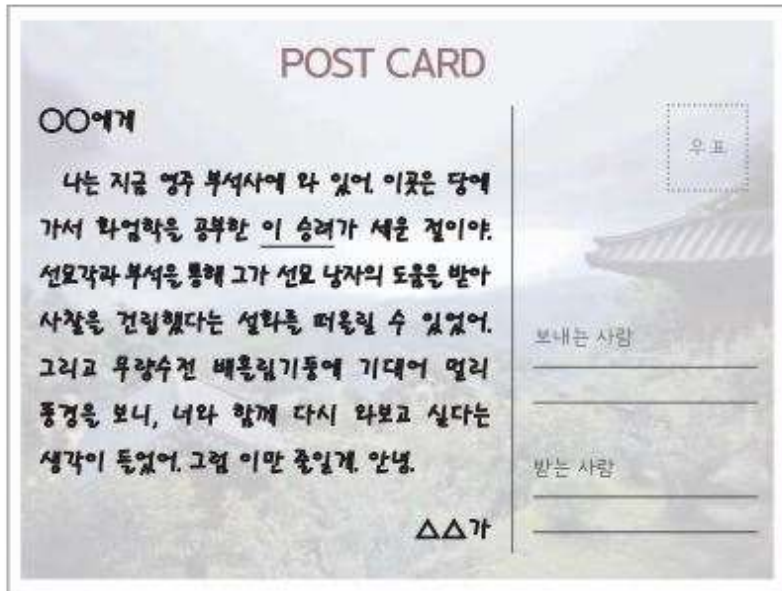 POST CARD
○○에게
나는 지금 영주 부석사에 와 있어. 이곳은 당에
가서 화엄학을 공부한 이 승려가 세운 절이야.
선묘각과 부석을 통해 그가 선묘 낭자의 도움을 받아
사찰을 건립했다는 설화를 떠올릴 수 있었어.
그리고 무량수전 배흘림기둥에 기대어 멀리
풍경을 보니, 너와 함께 다시 와보고 싶다는
생각이 들었어. 그럼 이만 줄일게. 안녕.
△△가
우표
보내는 사람
받는 사람